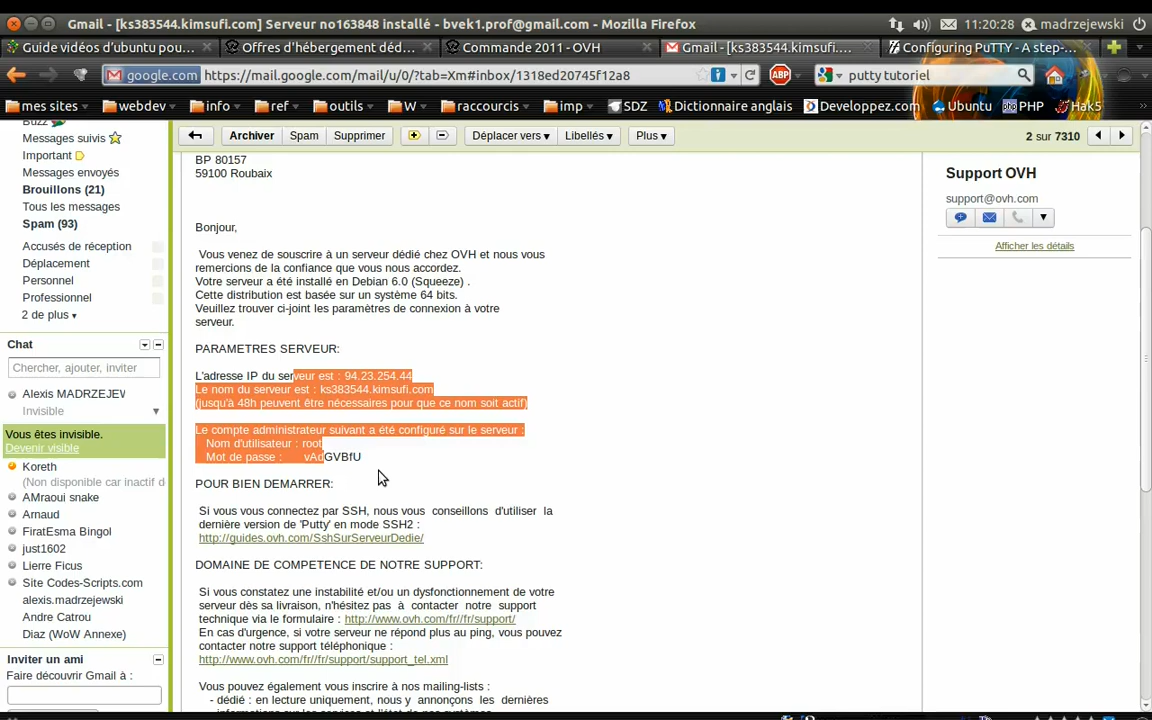 Gmail - [ks383544.kimsufi.com] Serveur no163848 installé - bvek1.prof@gmail.com - Mozilla Firefox
11:20:28
madrzejewski
Guide vidéos d'ubuntu pou...
Offres d'hébergement déd...
Commande 2011 - OVH
Gmail - [ks383544.kimsufi....
Configuring PuTTY - A step-...
google.com
https://mail.google.com/mail/u/0/?tab=Xm#inbox/1318ed20745f12a8
ABP
putty tutoriel
mes sites
webdev
info
ref
outils
W
raccourcis
imp
SDZ
Dictionnaire anglais
Developpez.com
Ubuntu
PHP
Hak5
Buzz
Messages suivis
Important
Messages envoyés
Brouillons (21)
Tous les messages
Spam (93)
Accusés de réception
Déplacement
Personnel
Professionnel
2 de plus
Chat
Chercher, ajouter, inviter
Alexis MADRZEJEW
Invisible
Vous êtes invisible.
Devenir visible
Koreth
(Non disponible car inactif d
AMraoui snake
Arnaud
FiratEsma Bingol
just1602
Lierre Ficus
Site Codes-Scripts.com
alexis.madrzejewski
Andre Catrou
Diaz (WoW Annexe)
Inviter un ami
Faire découvrir Gmail à :
Archiver
Spam
Supprimer
Déplacer vers
Libellés
Plus
2 sur 7310
BP 80157
59100 Roubaix
Bonjour,
Vous venez de souscrire à un serveur dédié chez OVH et nous vous
remercions de la confiance que vous nous accordez.
Votre serveur a été installé en Debian 6.0 (Squeeze) .
Cette distribution est basée sur un système 64 bits.
Veuillez trouver ci-joint les paramètres de connexion à votre
serveur.
PARAMETRES SERVEUR:
L'adresse IP du serveur est : 94.23.254.44
Le nom du serveur est : ks383544.kimsufi.com
(jusqu'à 48h peuvent être nécessaires pour que ce nom soit actif)
Le compte administrateur suivant a été configuré sur le serveur :
Nom d'utilisateur : root
Mot de passe : vAdGVBfU
POUR BIEN DEMARRER:
Si vous vous connectez par SSH, nous vous conseillons d'utiliser la
dernière version de 'Putty' en mode SSH2 :
http://guides.ovh.com/SshSurServeurDedie/
DOMAINE DE COMPETENCE DE NOTRE SUPPORT:
Si vous constatez une instabilité et/ou un dysfonctionnement de votre
serveur dès sa livraison, n'hésitez pas à contacter notre support
technique via le formulaire : http://www.ovh.com/fr//fr/support/
En cas d'urgence, si votre serveur ne répond plus au ping, vous pouvez
contacter notre support téléphonique :
http://www.ovh.com/fr//fr/support/support_tel.xml
Vous pouvez également vous inscrire à nos mailing-lists :
- dédié : en lecture uniquement, nous y annonçons les dernières
informations sur les services et l'état de nos systèmes
Support OVH
support@ovh.com
Afficher les détails